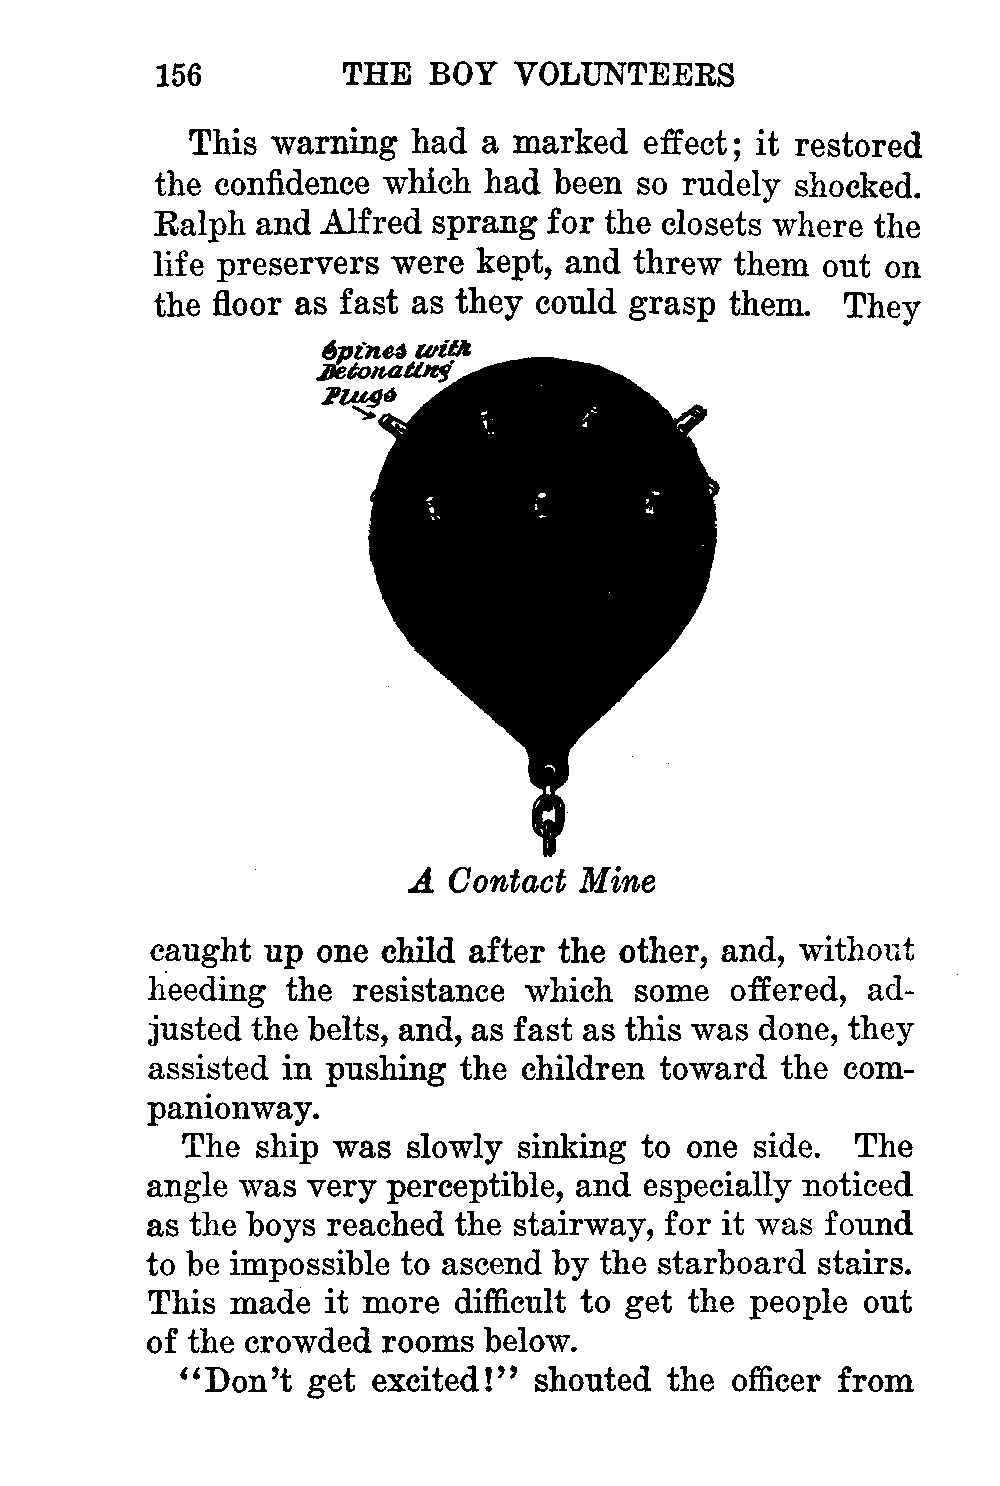 156 THE BOY VOLUNTEERS
This warning had a marked effect; it restored
the confidence which had been so rudely shocked.
Ralph and Alfred sprang for the closets where the
life preservers were kept, and threw them out on
the floor as fast as they could grasp them. They
Spines with
Detonating
Plugs
A Contact Mine
caught up one child after the other, and, without
heeding the resistance which some offered, ad-
justed the belts, and, as fast as this was done, they
assisted in pushing the children toward the com-
panionway.
The ship was slowly sinking to one side. The
angle was very perceptible, and especially noticed
as the boys reached the stairway, for it was found
to be impossible to ascend by the starboard stairs.
This made it more difficult to get the people out
of the crowded rooms below.
“Don’t get excited!” shouted the officer from